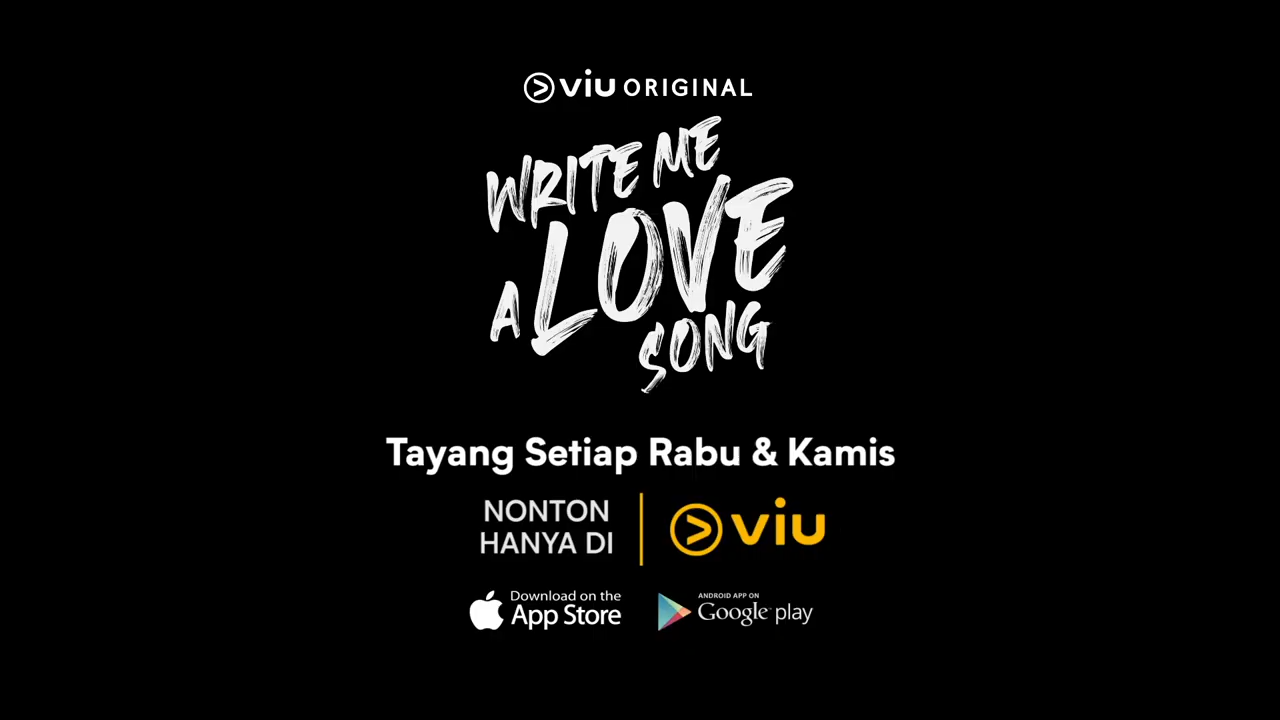 viu ORIGINAL
WRITE ME
A LOVE
SONG
Tayang Setiap Rabu & Kamis
NONTON
HANYA DI
viu
Download on the
App Store
ANDROID APP ON
Google play